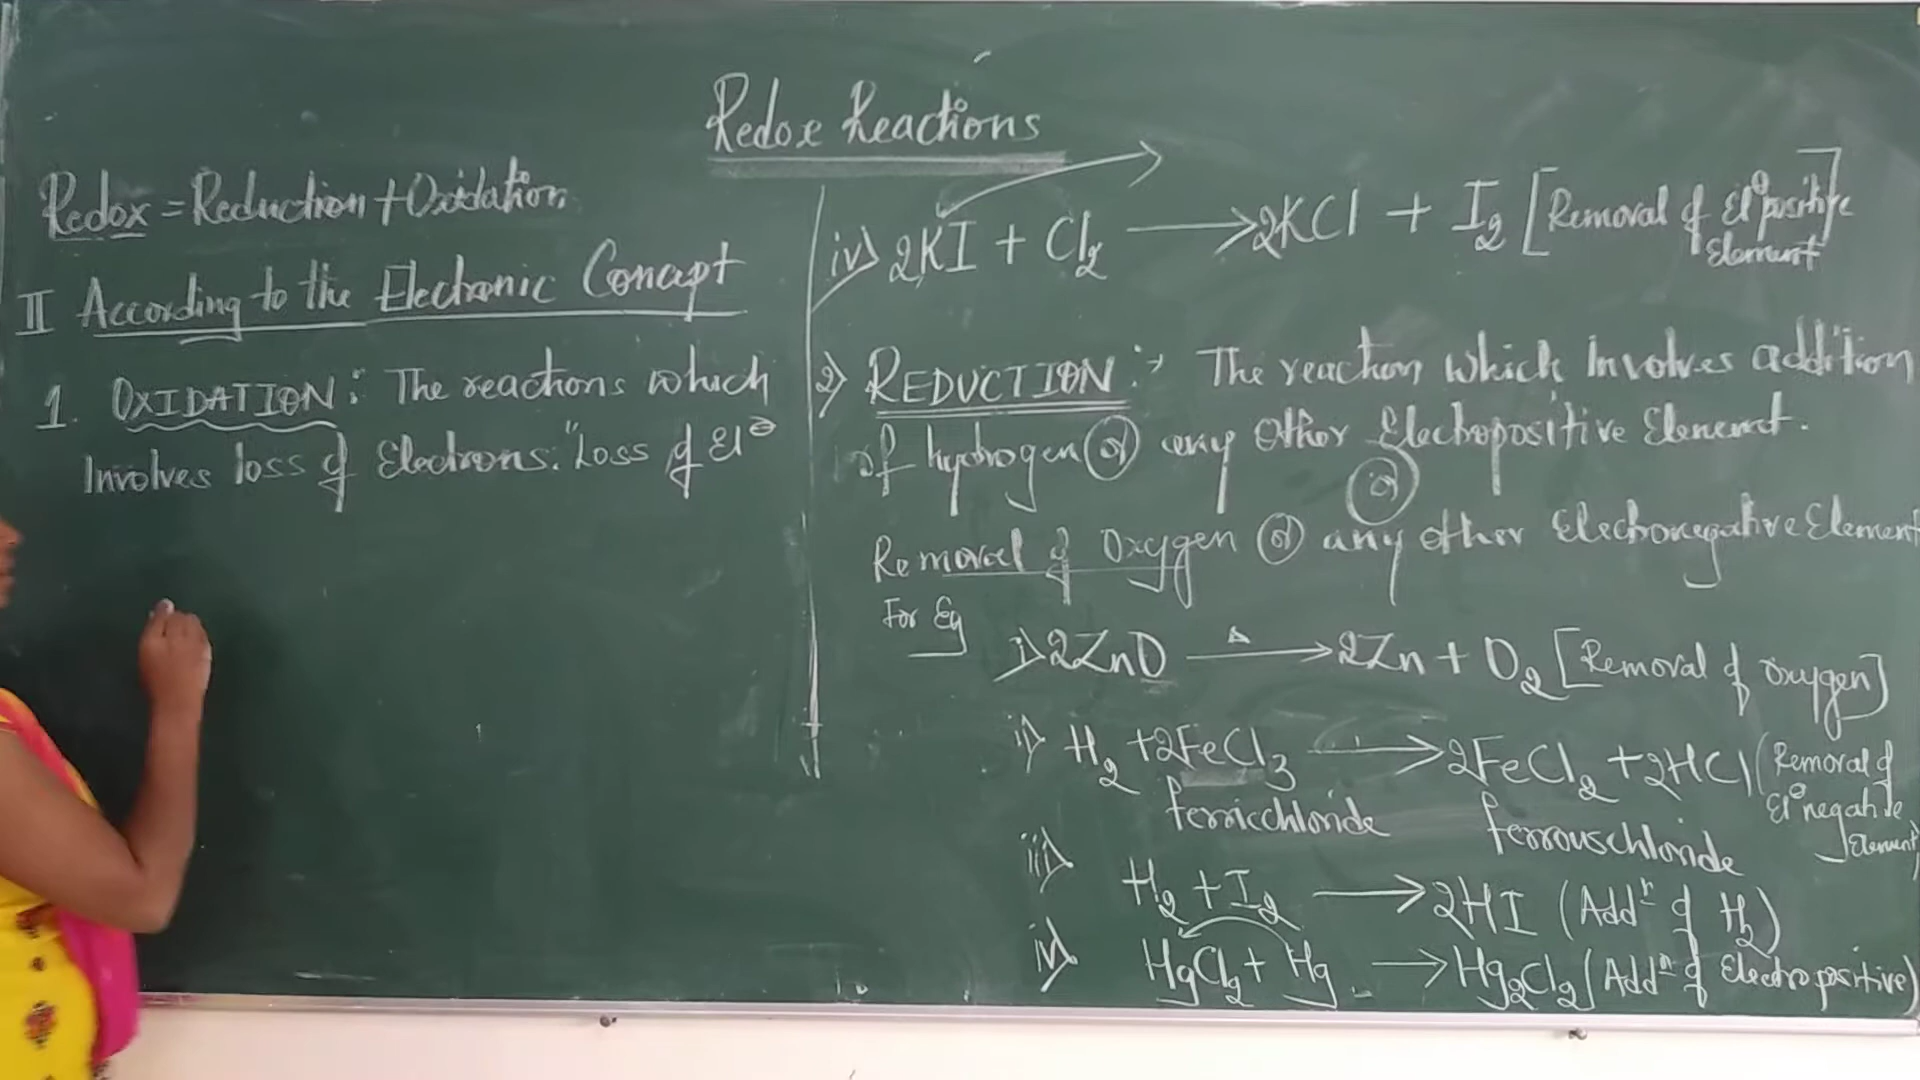 Redox Reactions
Redox = Reduction + Oxidation
II According to the Electronic Concept
1. OXIDATION: The reactions which
Involves loss of Electrons. "Loss of El⊖
iv) 2KI + Cl2 → 2KCl + I2 [Removal of El⊕positive
Element]
2) REDUCTION:- The reaction which Involves addition
of hydrogen or any other Electropositive Element.
or
Removal of Oxygen or any other Electronegative Element
For Eg
i) 2ZnO Δ→ 2Zn + O2 [Removal of oxygen]
ii) H2 + 2FeCl3 → 2FeCl2 + 2HCl (Removal of
El⊖negative
Element)
ferricchloride ferrouschloride
iii) H2 + I2 → 2HI (Addn of H2)
iv) HgCl2 + Hg → Hg2Cl2 (Addn of Electropositive)